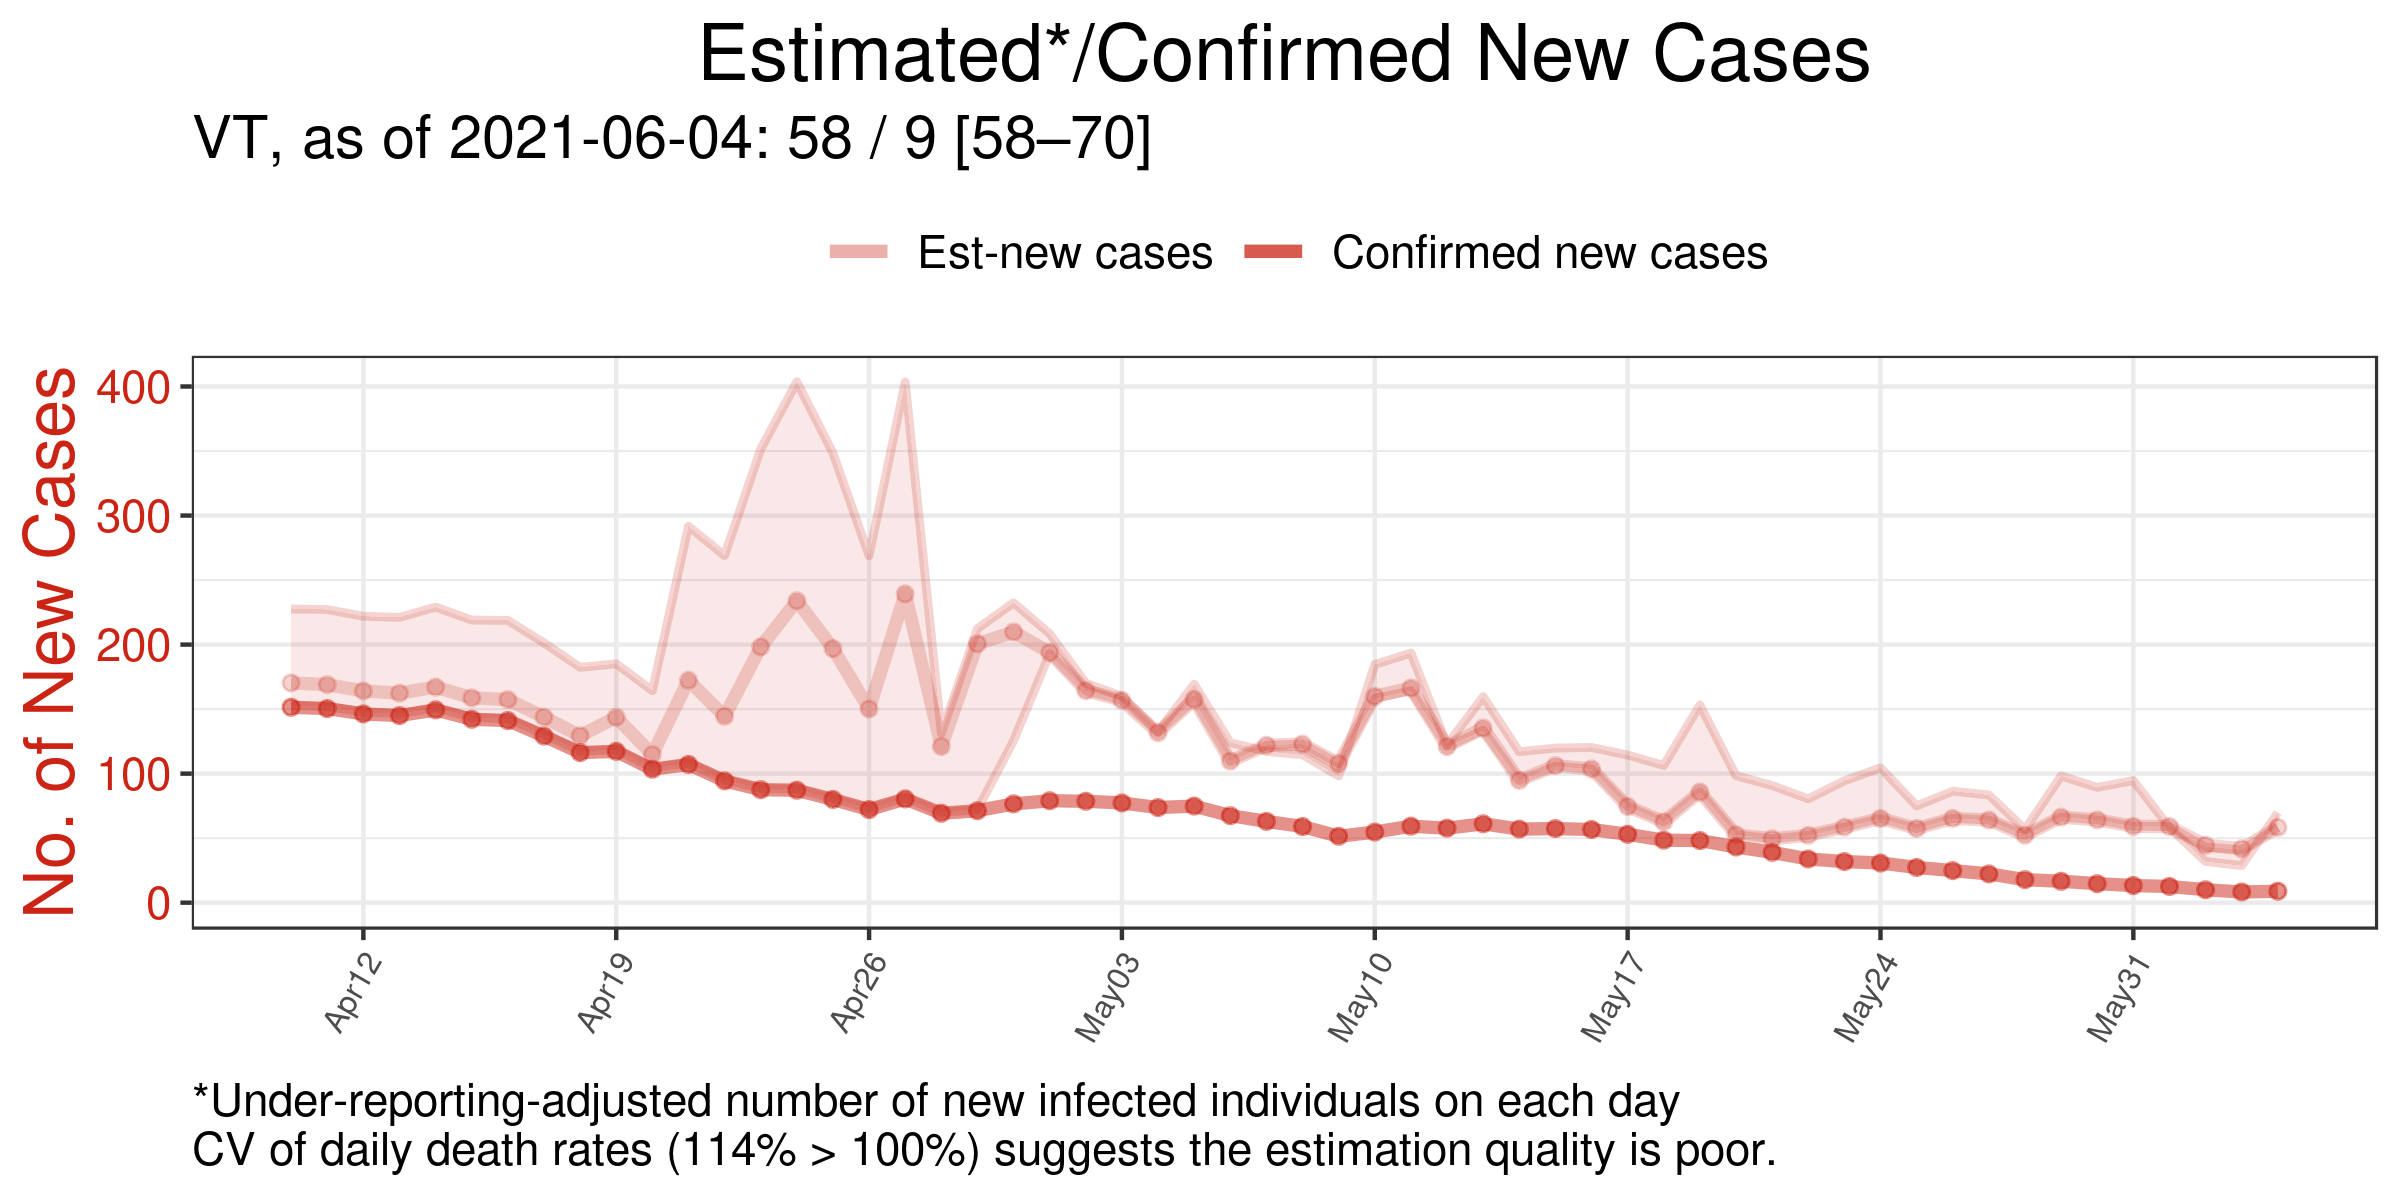 Estimated*/Confirmed New Cases
VT, as of 2021-06-04: 58 / 9 [58–70]
Est-new cases
Confirmed new cases
No. of New Cases
400
300
200
100
0
Apr12
Apr19
Apr26
May03
May10
May17
May24
May31
*Under-reporting-adjusted number of new infected individuals on each day
CV of daily death rates (114% > 100%) suggests the estimation quality is poor.